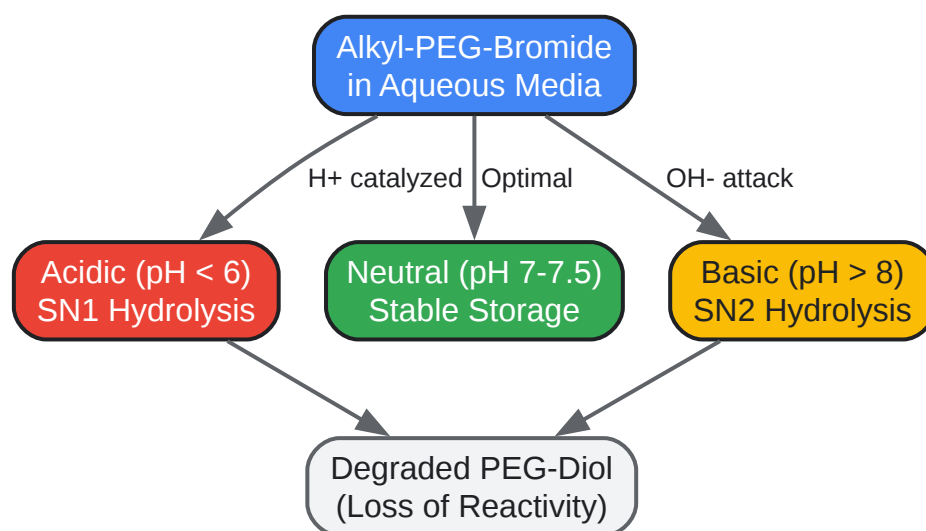 Alkyl-PEG-Bromide
in Aqueous Media
H+ catalyzed
Optimal
OH- attack
Acidic (pH < 6)
SN1 Hydrolysis
Neutral (pH 7-7.5)
Stable Storage
Basic (pH > 8)
SN2 Hydrolysis
Degraded PEG-Diol
(Loss of Reactivity)